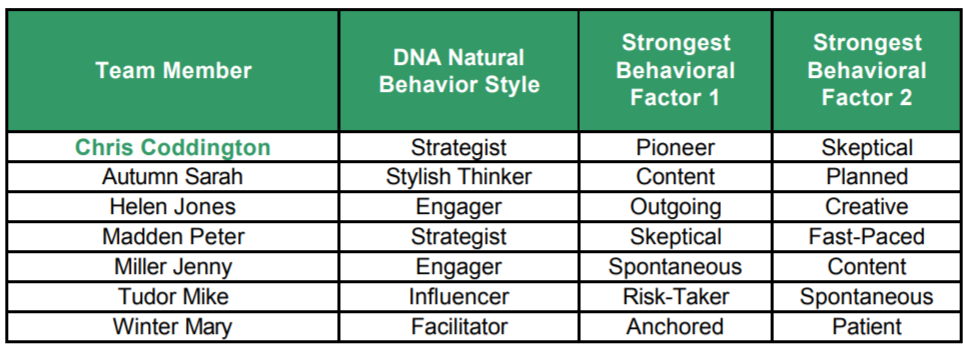 Team Member DNA Natural Behavior Style Strongest Behavioral Factor 1 Strongest Behavioral Factor 2
Chris Coddington Strategist Pioneer Skeptical
Autumn Sarah Stylish Thinker Content Planned
Helen Jones Engager Outgoing Creative
Madden Peter Strategist Skeptical Fast-Paced
Miller Jenny Engager Spontaneous Content
Tudor Mike Influencer Risk-Taker Spontaneous
Winter Mary Facilitator Anchored Patient